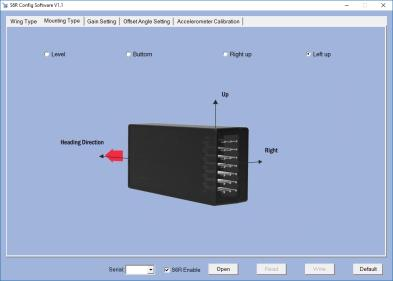 S6R Config Software V1.1
Wing Type Mounting Type Gain Setting Offset Angle Setting Accelerometer Calibration
Level Buttom Right up Left up
Up
Heading Direction
Right
Serial: S6R Enable Open Read Write Default